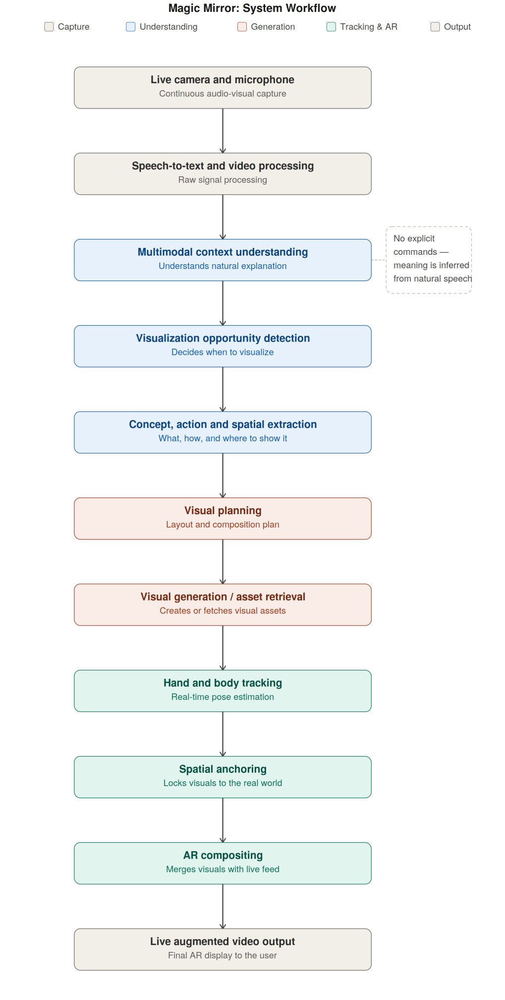 Magic Mirror: System Workflow
Capture
Understanding
Generation
Tracking & AR
Output
Live camera and microphone
Continuous audio-visual capture
Speech-to-text and video processing
Raw signal processing
Multimodal context understanding
Understands natural explanation
No explicit
commands —
meaning is inferred
from natural speech
Visualization opportunity detection
Decides when to visualize
Concept, action and spatial extraction
What, how, and where to show it
Visual planning
Layout and composition plan
Visual generation / asset retrieval
Creates or fetches visual assets
Hand and body tracking
Real-time pose estimation
Spatial anchoring
Locks visuals to the real world
AR compositing
Merges visuals with live feed
Live augmented video output
Final AR display to the user